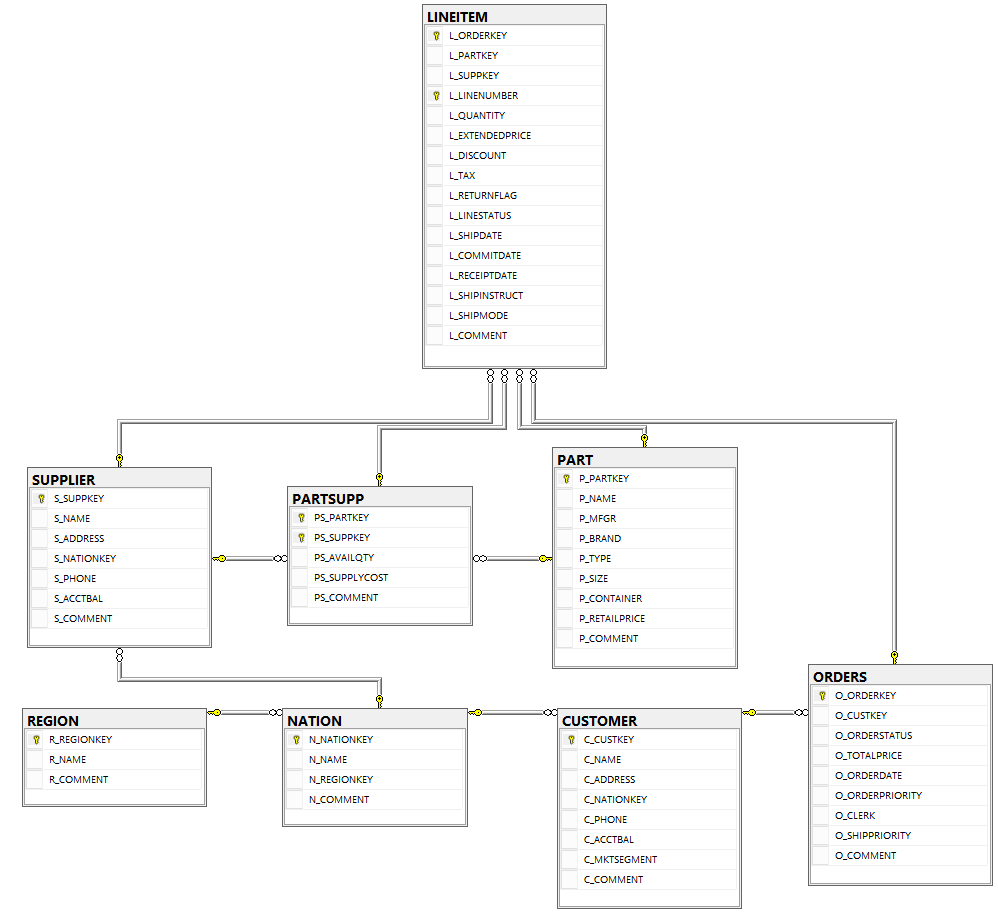 LINEITEM
L_ORDERKEY
L_PARTKEY
L_SUPPKEY
L_LINENUMBER
L_QUANTITY
L_EXTENDEDPRICE
L_DISCOUNT
L_TAX
L_RETURNFLAG
L_LINESTATUS
L_SHIPDATE
L_COMMITDATE
L_RECEIPTDATE
L_SHIPINSTRUCT
L_SHIPMODE
L_COMMENT
SUPPLIER
S_SUPPKEY
S_NAME
S_ADDRESS
S_NATIONKEY
S_PHONE
S_ACCTBAL
S_COMMENT
PARTSUPP
PS_PARTKEY
PS_SUPPKEY
PS_AVAILQTY
PS_SUPPLYCOST
PS_COMMENT
PART
P_PARTKEY
P_NAME
P_MFGR
P_BRAND
P_TYPE
P_SIZE
P_CONTAINER
P_RETAILPRICE
P_COMMENT
REGION
R_REGIONKEY
R_NAME
R_COMMENT
NATION
N_NATIONKEY
N_NAME
N_REGIONKEY
N_COMMENT
CUSTOMER
C_CUSTKEY
C_NAME
C_ADDRESS
C_NATIONKEY
C_PHONE
C_ACCTBAL
C_MKTSEGMENT
C_COMMENT
ORDERS
O_ORDERKEY
O_CUSTKEY
O_ORDERSTATUS
O_TOTALPRICE
O_ORDERDATE
O_ORDERPRIORITY
O_CLERK
O_SHIPPRIORITY
O_COMMENT